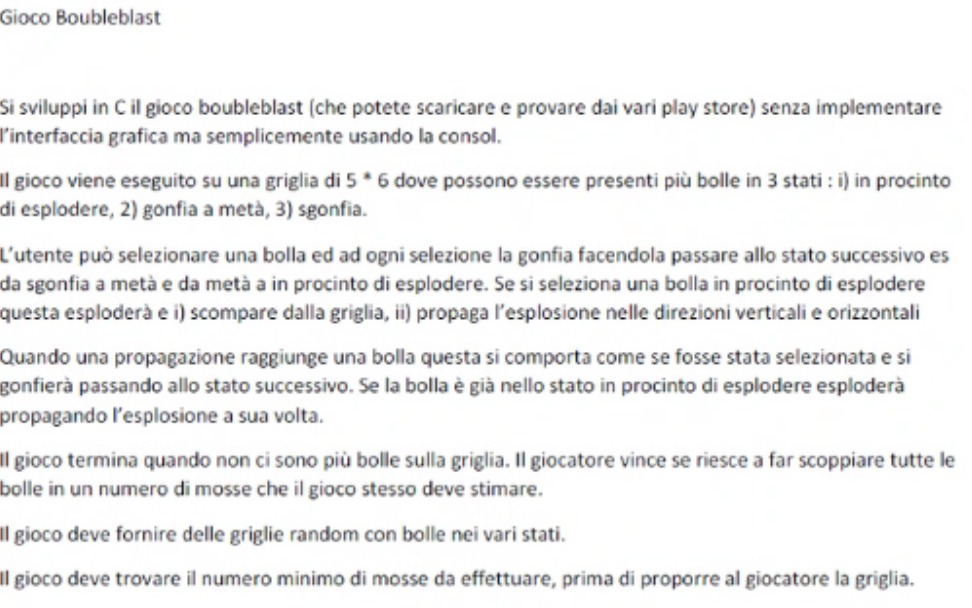 Gioco Boubleblast
Si sviluppi in C il gioco boubleblast (che potete scaricare e provare dai vari play store) senza implementare
l'interfaccia grafica ma semplicemente usando la consol.
Il gioco viene eseguito su una griglia di 5 * 6 dove possono essere presenti più bolle in 3 stati : i) in procinto
di esplodere, 2) gonfia a metà, 3) sgonfia.
L'utente può selezionare una bolla ed ad ogni selezione la gonfia facendola passare allo stato successivo es
da sgonfia a metà e da metà a in procinto di esplodere. Se si seleziona una bolla in procinto di esplodere
questa esploderà e i) scompare dalla griglia, ii) propaga l'esplosione nelle direzioni verticali e orizzontali
Quando una propagazione raggiunge una bolla questa si comporta come se fosse stata selezionata e si
gonfierà passando allo stato successivo. Se la bolla è già nello stato in procinto di esplodere esploderà
propagando l'esplosione a sua volta.
Il gioco termina quando non ci sono più bolle sulla griglia. Il giocatore vince se riesce a far scoppiare tutte le
bolle in un numero di mosse che il gioco stesso deve stimare.
Il gioco deve fornire delle griglie random con bolle nei vari stati.
Il gioco deve trovare il numero minimo di mosse da effettuare, prima di proporre al giocatore la griglia.